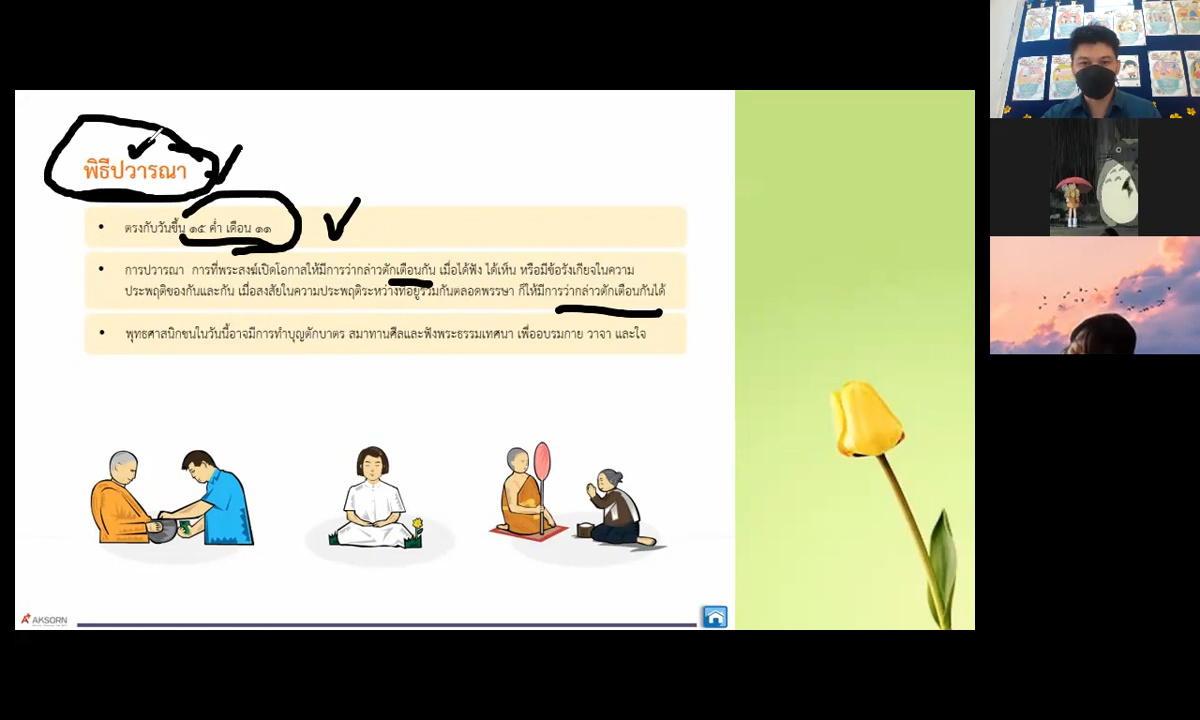 พิธีปวารณา
• ตรงกับวันขึ้น ๑๕ ค่ำ เดือน ๑๑
• การปวารณา การที่พระสงฆ์เปิดโอกาสให้มีการว่ากล่าวตักเตือนกัน เมื่อได้ฟัง ได้เห็น หรือมีข้อรังเกียจในความ
ประพฤติของกันและกัน เมื่อสงสัยในความประพฤติระหว่างที่อยู่ร่วมกันตลอดพรรษา ก็ให้มีการว่ากล่าวตักเตือนกันได้
• พุทธศาสนิกชนในวันนี้อาจมีการทำบุญตักบาตร สมาทานศีลและฟังพระธรรมเทศนา เพื่ออบรมกาย วาจา และใจ
AKSORN